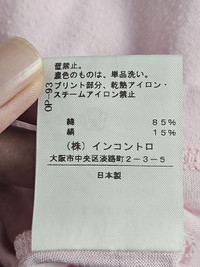 屋禁止。
濃色のものは、単品洗い。
プリント部分、乾熱アイロン・
スチームアイロン禁止
綿 85%
絹 15%
(株) インコントロ
大阪市中央区淡路町2-3-5
日本製
OP-93